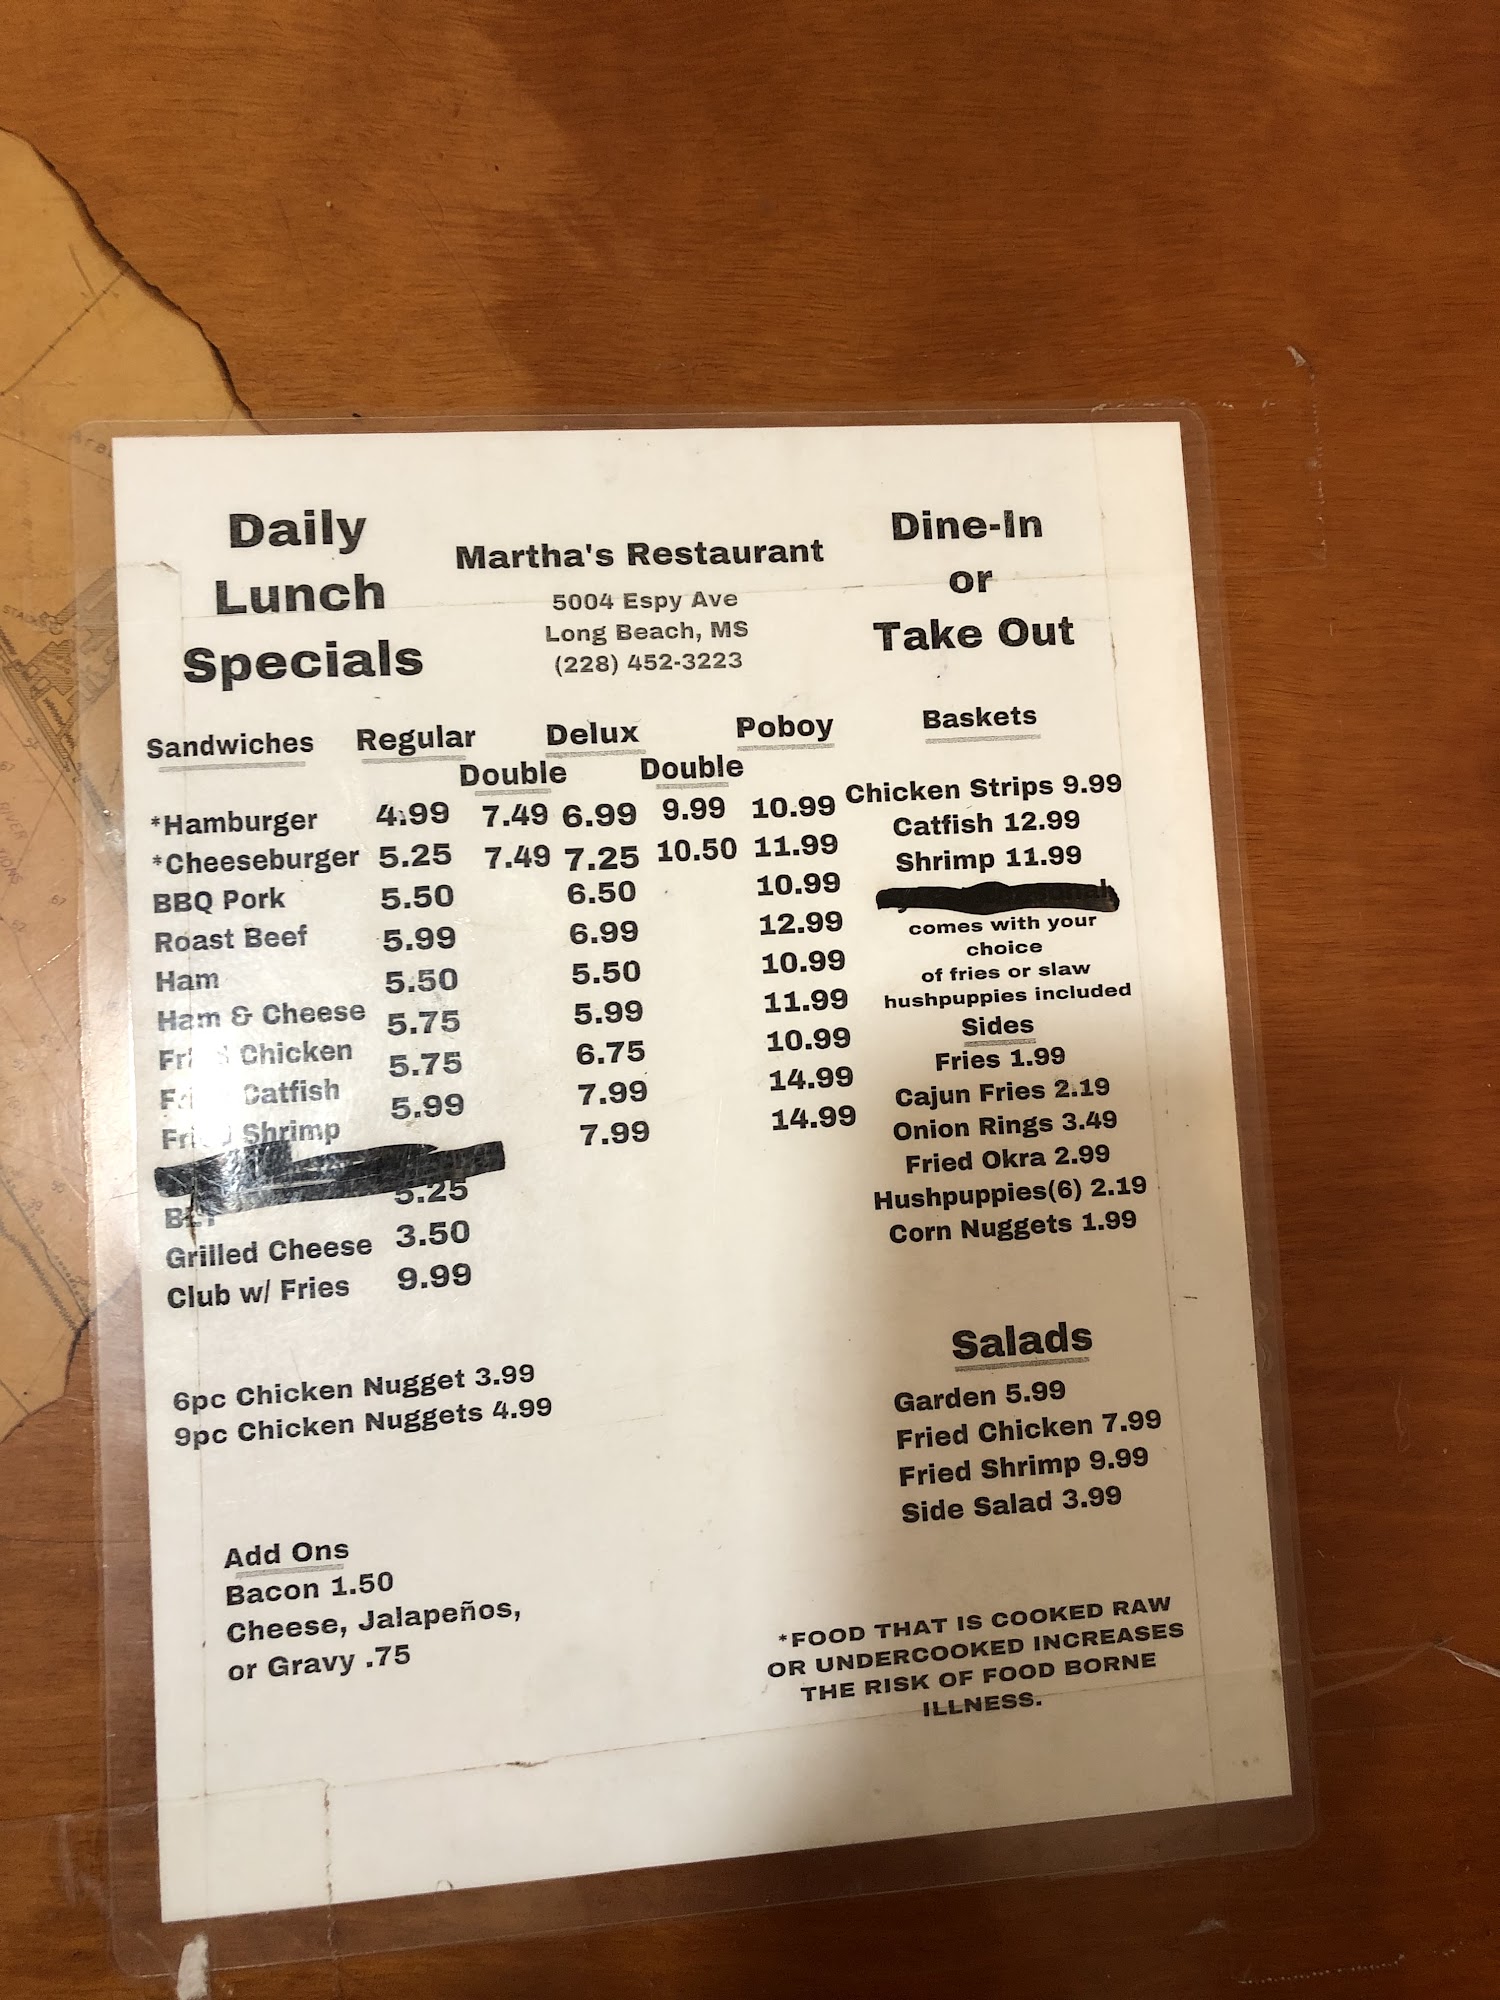 Daily
Lunch
Specials
Martha's Restaurant
5004 Espy Ave
Long Beach, MS
(228) 452-3223
Dine-In
or
Take Out
Sandwiches Regular Delux Poboy
Double Double
*Hamburger 4.99 7.49 6.99 9.99 10.99
*Cheeseburger 5.25 7.49 7.25 10.50 11.99
BBQ Pork 5.50 6.50 10.99
Roast Beef 5.99 6.99 12.99
Ham 5.50 5.50 10.99
Ham & Cheese 5.75 5.99 11.99
Fried Chicken 5.75 6.75 10.99
Fried Catfish 5.99 7.99 14.99
Fried Shrimp 7.99 14.99
BLT 5.25
Grilled Cheese 3.50
Club w/ Fries 9.99
6pc Chicken Nugget 3.99
9pc Chicken Nuggets 4.99
Add Ons
Bacon 1.50
Cheese, Jalapeños,
or Gravy .75
Baskets
Chicken Strips 9.99
Catfish 12.99
Shrimp 11.99
comes with your
choice
of fries or slaw
hushpuppies included
Sides
Fries 1.99
Cajun Fries 2.19
Onion Rings 3.49
Fried Okra 2.99
Hushpuppies(6) 2.19
Corn Nuggets 1.99
Salads
Garden 5.99
Fried Chicken 7.99
Fried Shrimp 9.99
Side Salad 3.99
*FOOD THAT IS COOKED RAW
OR UNDERCOOKED INCREASES
THE RISK OF FOOD BORNE
ILLNESS.